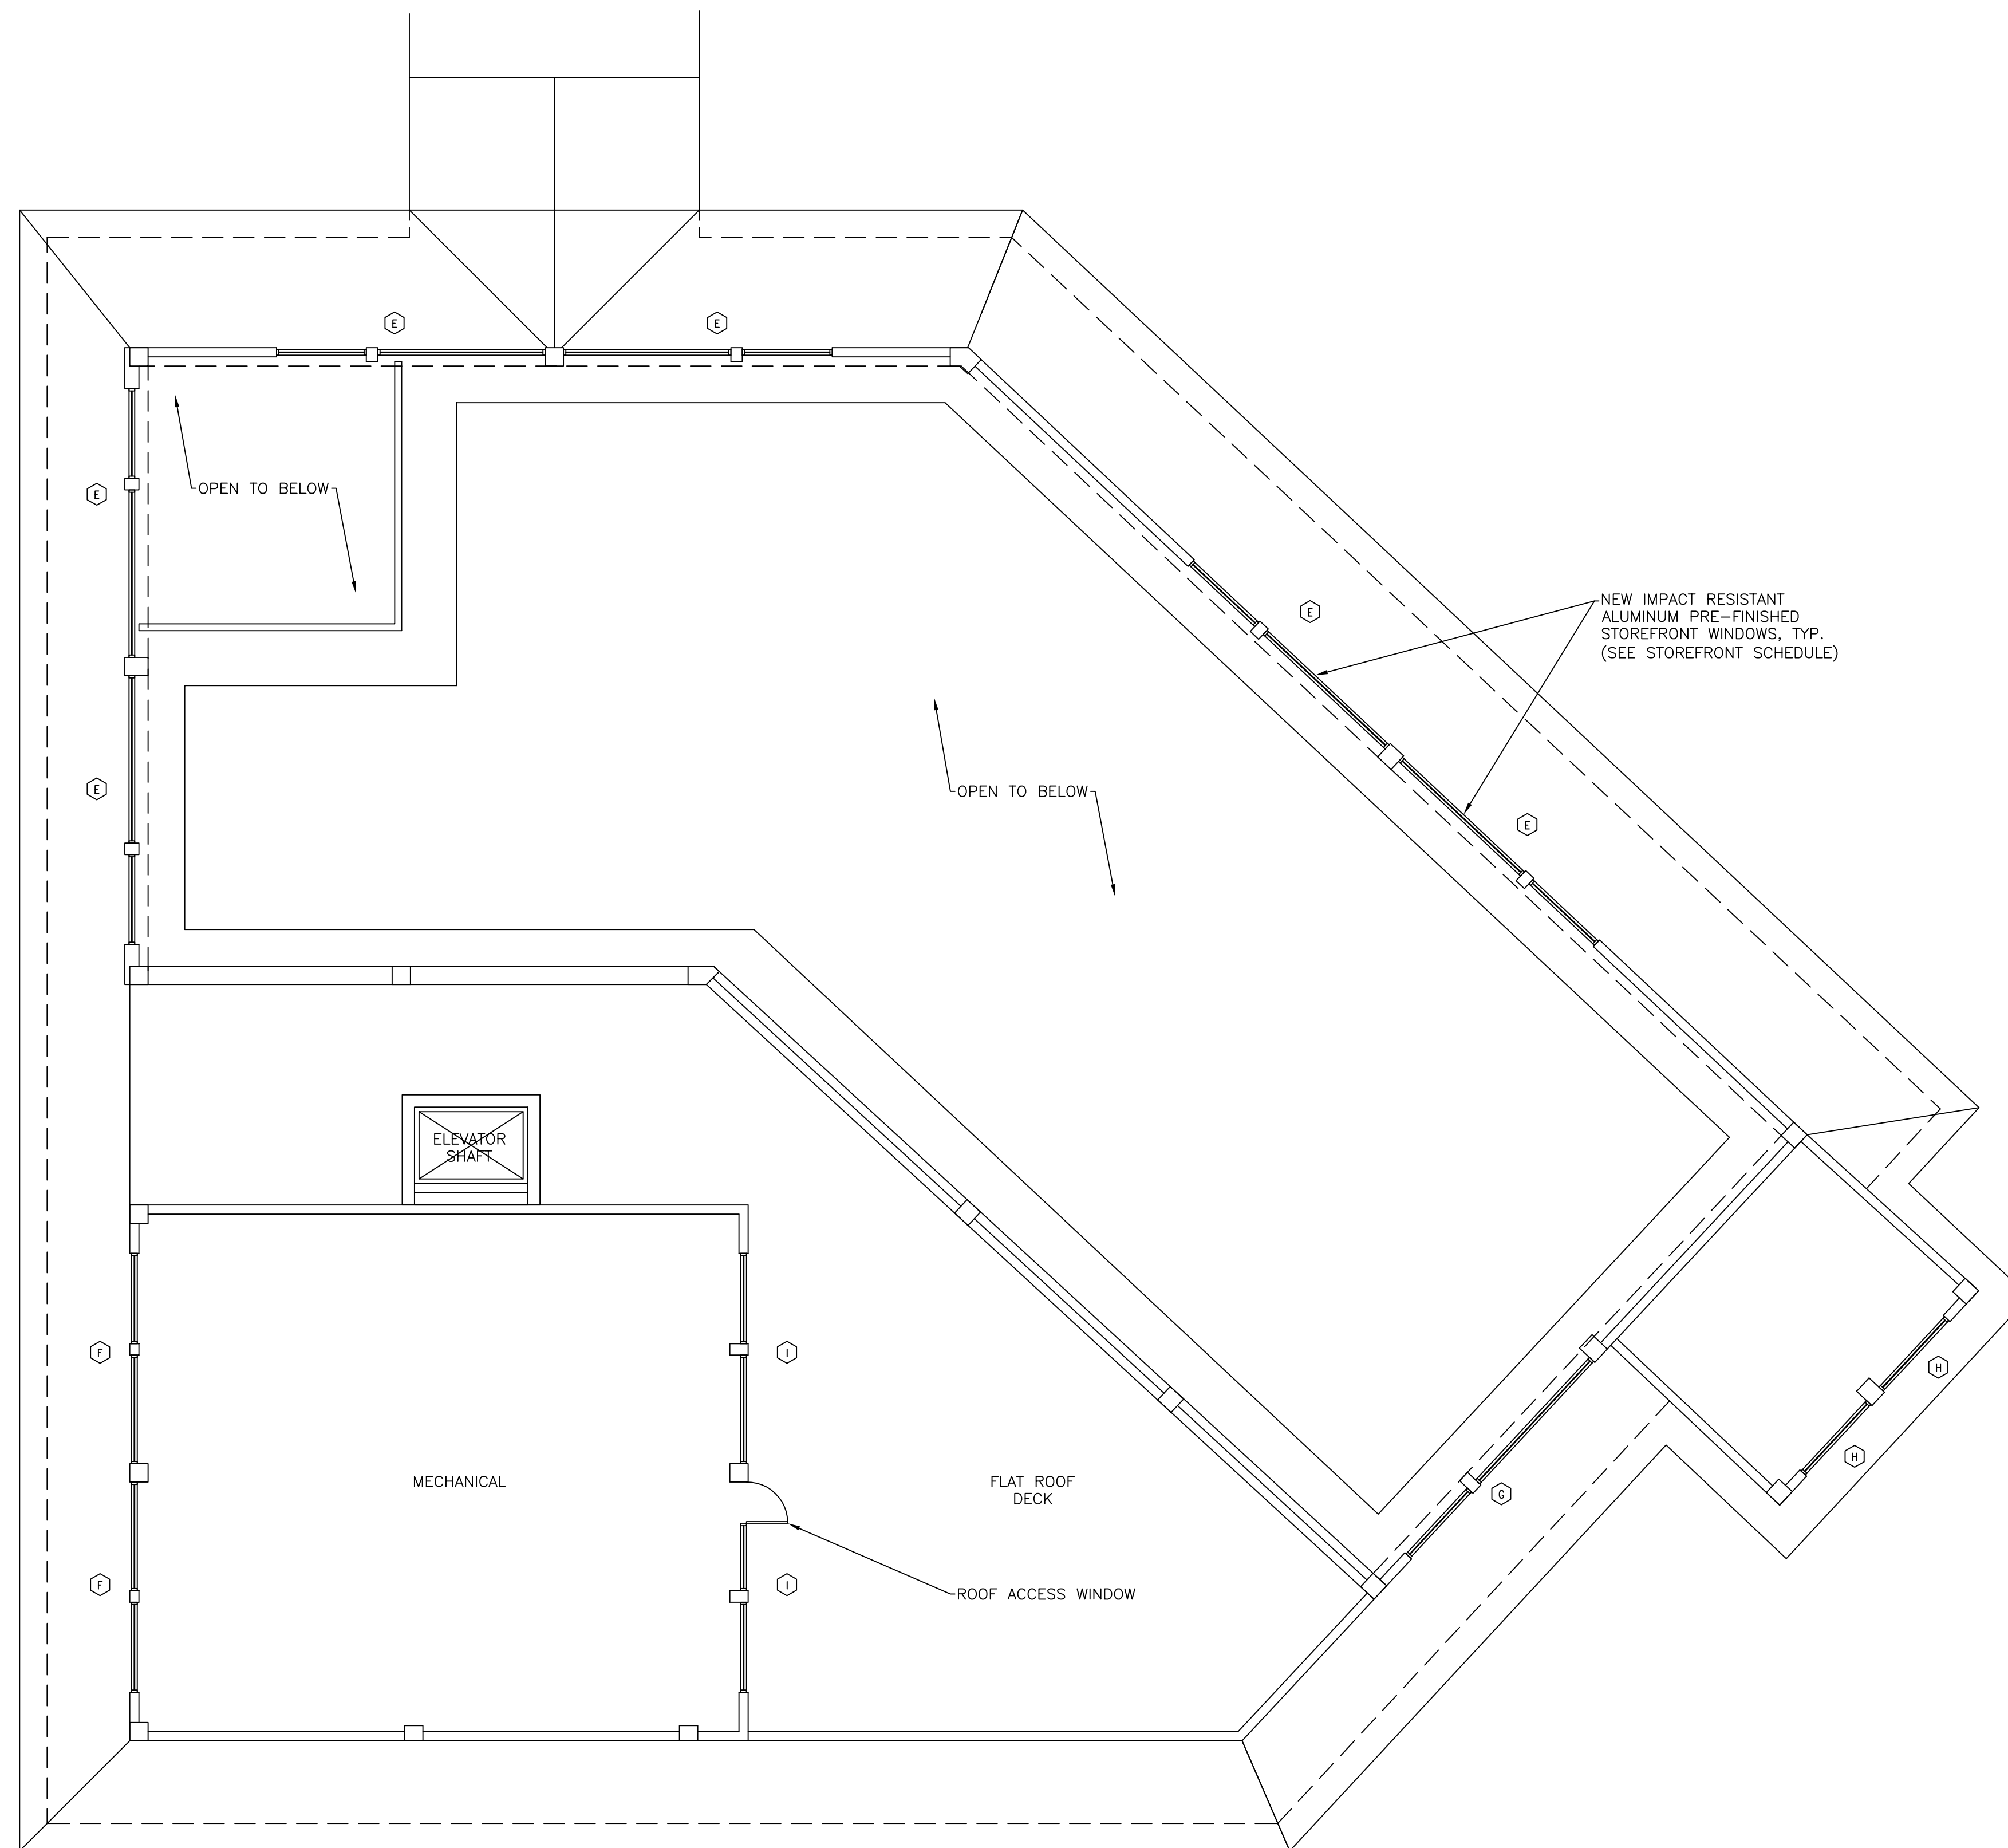 E
E
E
OPEN TO BELOW
E
NEW IMPACT RESISTANT
ALUMINUM PRE-FINISHED
STOREFRONT WINDOWS, TYP.
(SEE STOREFRONT SCHEDULE)
E
OPEN TO BELOW
E
ELEVATOR
SHAFT
F
I
H
H
MECHANICAL
FLAT ROOF
DECK
G
F
I
ROOF ACCESS WINDOW